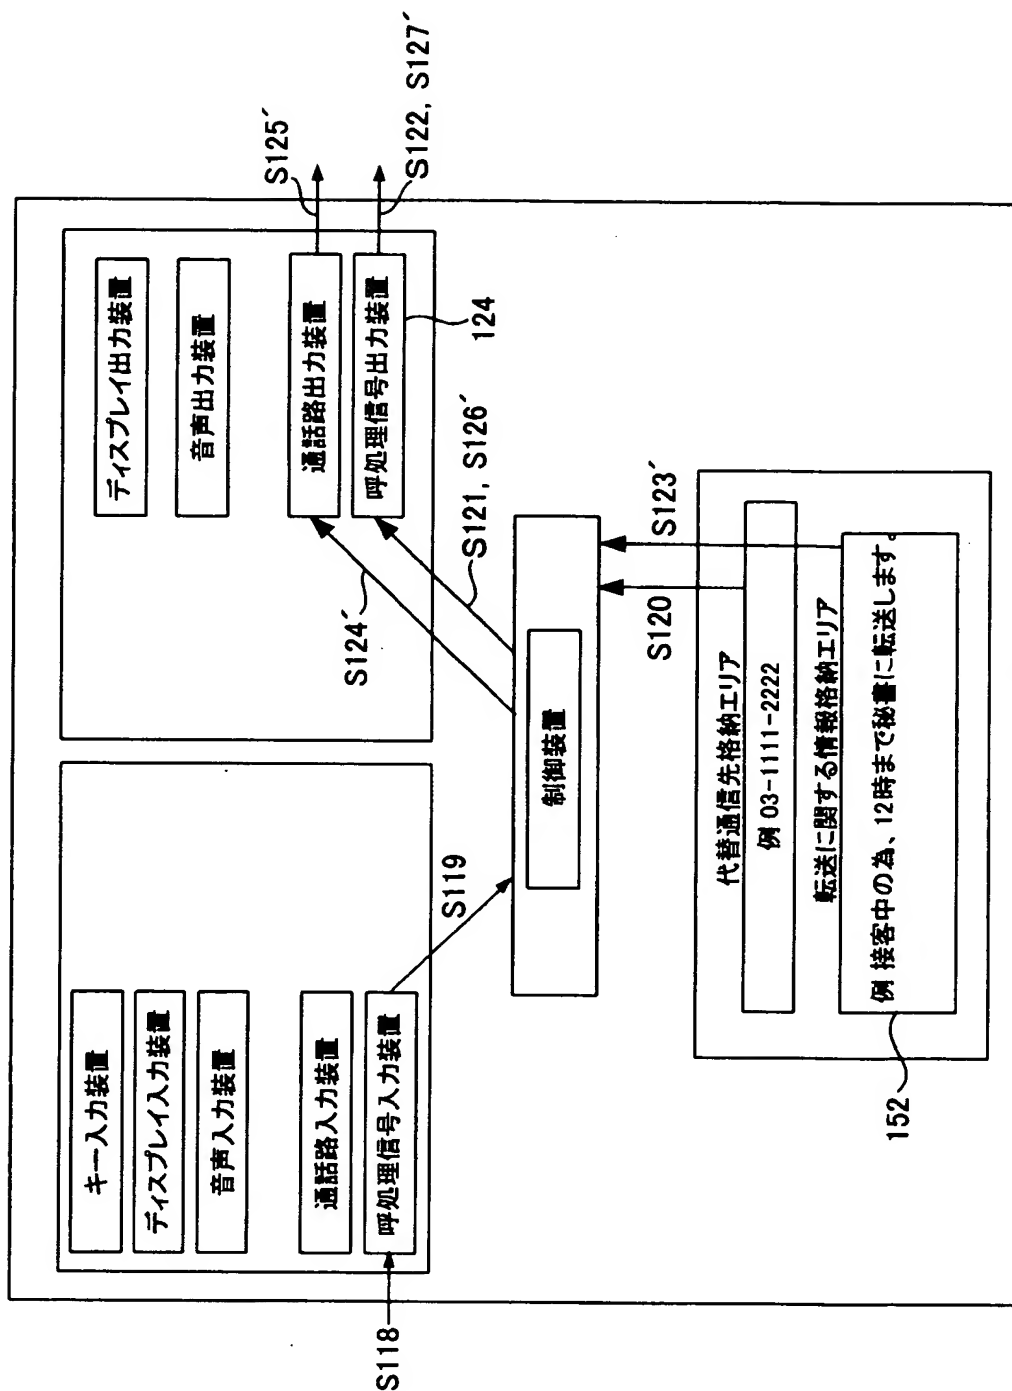 S118
キー入力装置
ディスプレイ入力装置
音声入力装置
通話路入力装置
呼処理信号入力装置
S119
制御装置
S124´
S121, S126´
ディスプレイ出力装置
音声出力装置
通話路出力装置
呼処理信号出力装置
124
S125´
S122, S127´
S120
S123´
代替通信先格納エリア
例 03-1111-2222
転送に関する情報格納エリア
例 接客中の為、12時まで秘書に転送します。
152